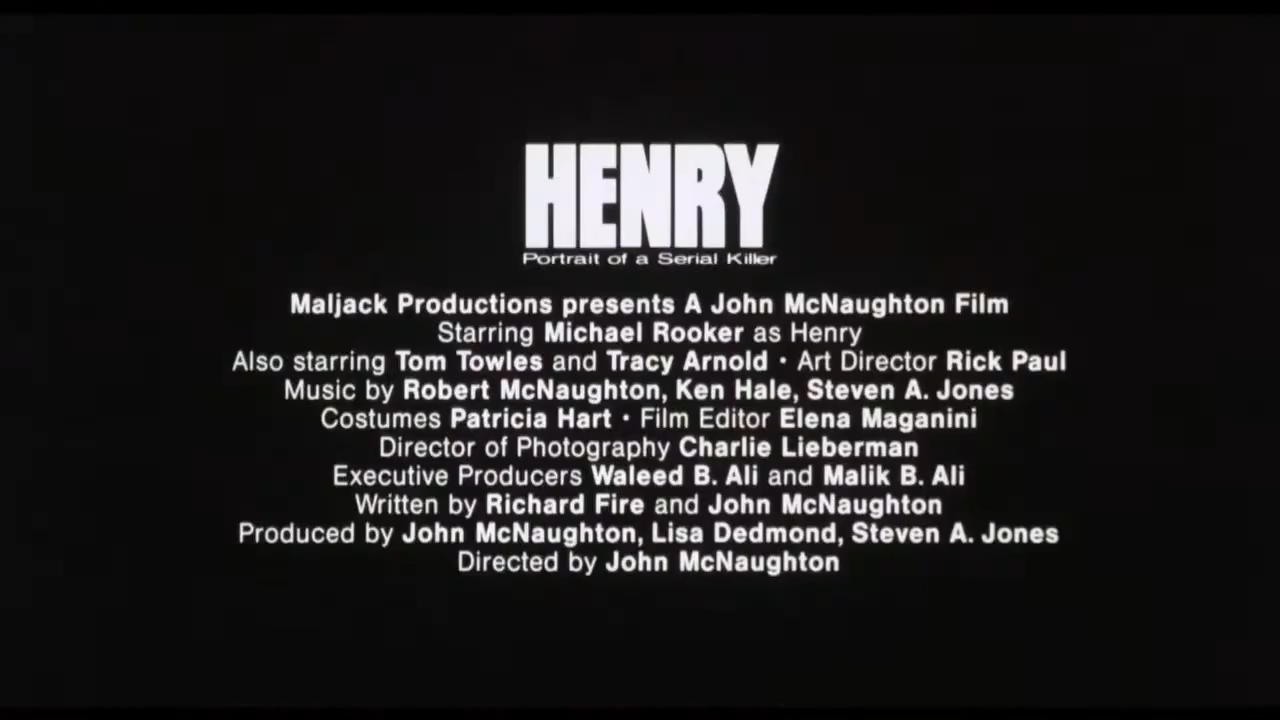 HENRY
Portrait of a Serial Killer
Maljack Productions presents A John McNaughton Film
Starring Michael Rooker as Henry
Also starring Tom Towles and Tracy Arnold · Art Director Rick Paul
Music by Robert McNaughton, Ken Hale, Steven A. Jones
Costumes Patricia Hart · Film Editor Elena Maganini
Director of Photography Charlie Lieberman
Executive Producers Waleed B. Ali and Malik B. Ali
Written by Richard Fire and John McNaughton
Produced by John McNaughton, Lisa Dedmond, Steven A. Jones
Directed by John McNaughton